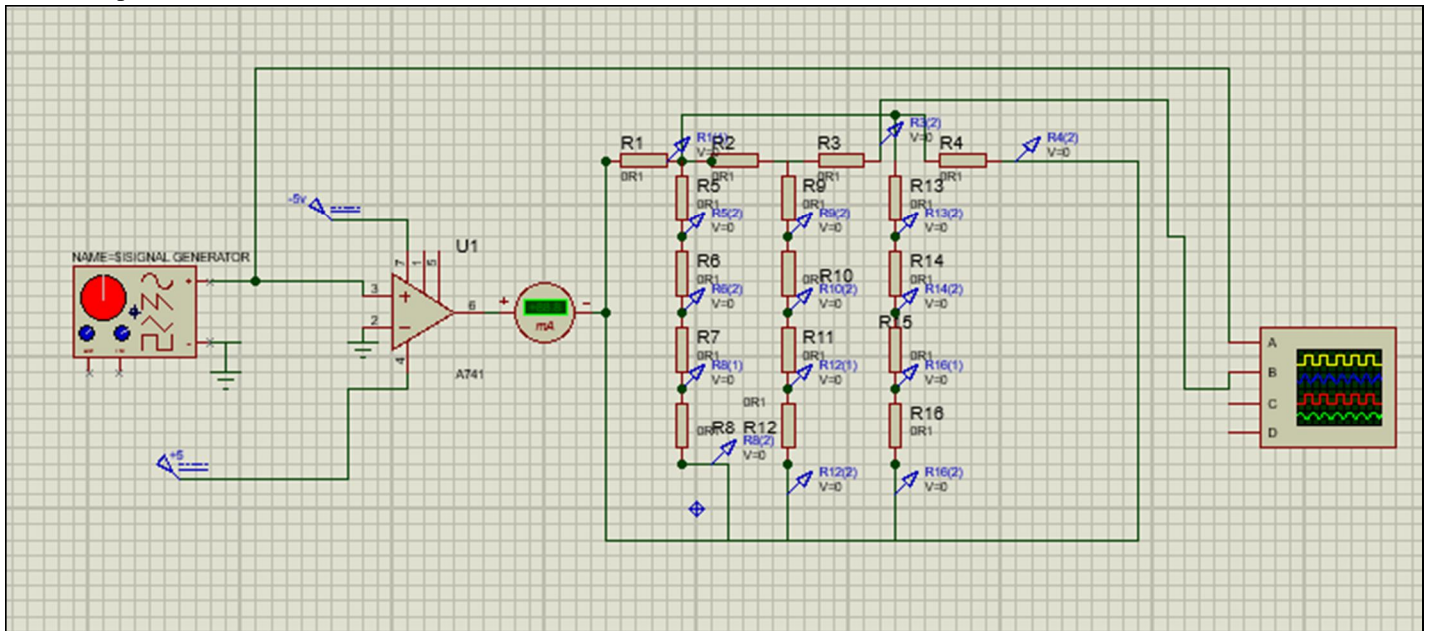 R1
R1(1)
V=0
R2
R3
R3(2)
V=0
R4
R4(2)
V=0
0R1
0R1
0R1
0R1
R5
0R1
R5(2)
V=0
R9
0R1
R9(2)
V=0
R13
0R1
R13(2)
V=0
-5v
NAME=SISIGNAL GENERATOR
U1
7
1
5
3
2
6
4
A741
+
-
mA
R6
0R1
R6(2)
V=0
R10
0R1
R10(2)
V=0
R14
0R1
R14(2)
V=0
R7
0R1
R8(1)
V=0
R11
0R1
R12(1)
V=0
R15
0R1
R16(1)
V=0
A
B
C
D
0R1
R8
0R1
R8(2)
V=0
R12
R16
0R1
+5
R12(2)
V=0
R16(2)
V=0